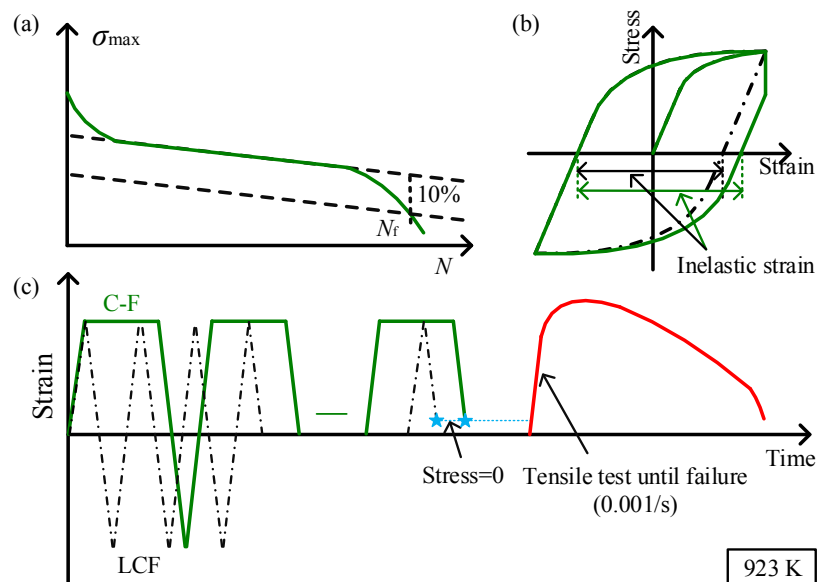 (a)
σmax
10%
Nf
N
(b)
Stress
Strain
Inelastic strain
(c)
C-F
Strain
LCF
Stress=0
Tensile test until failure
(0.001/s)
Time
923 K